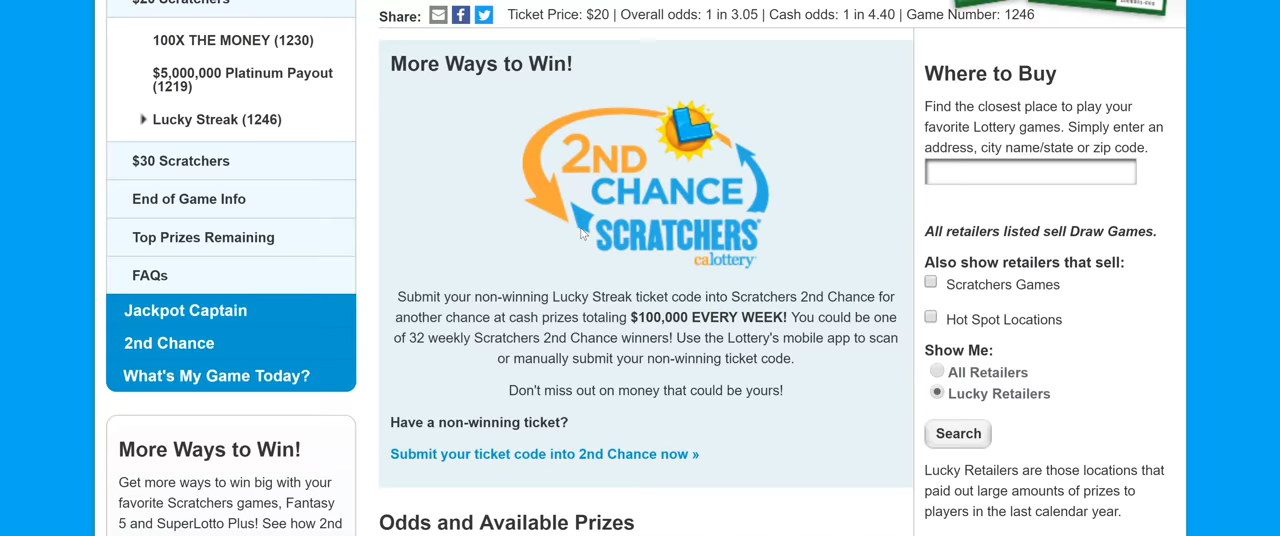 $20 Scratchers
100X THE MONEY (1230)
$5,000,000 Platinum Payout
(1219)
Lucky Streak (1246)
$30 Scratchers
End of Game Info
Top Prizes Remaining
FAQs
Jackpot Captain
2nd Chance
What's My Game Today?
More Ways to Win!
Get more ways to win big with your
favorite Scratchers games, Fantasy
5 and SuperLotto Plus! See how 2nd
Share:
Ticket Price: $20 | Overall odds: 1 in 3.05 | Cash odds: 1 in 4.40 | Game Number: 1246
More Ways to Win!
2ND
CHANCE
SCRATCHERS®
calottery
Submit your non-winning Lucky Streak ticket code into Scratchers 2nd Chance for
another chance at cash prizes totaling $100,000 EVERY WEEK! You could be one
of 32 weekly Scratchers 2nd Chance winners! Use the Lottery's mobile app to scan
or manually submit your non-winning ticket code.
Don't miss out on money that could be yours!
Have a non-winning ticket?
Submit your ticket code into 2nd Chance now »
Odds and Available Prizes
Where to Buy
Find the closest place to play your
favorite Lottery games. Simply enter an
address, city name/state or zip code.
All retailers listed sell Draw Games.
Also show retailers that sell:
Scratchers Games
Hot Spot Locations
Show Me:
All Retailers
Lucky Retailers
Search
Lucky Retailers are those locations that
paid out large amounts of prizes to
players in the last calendar year.